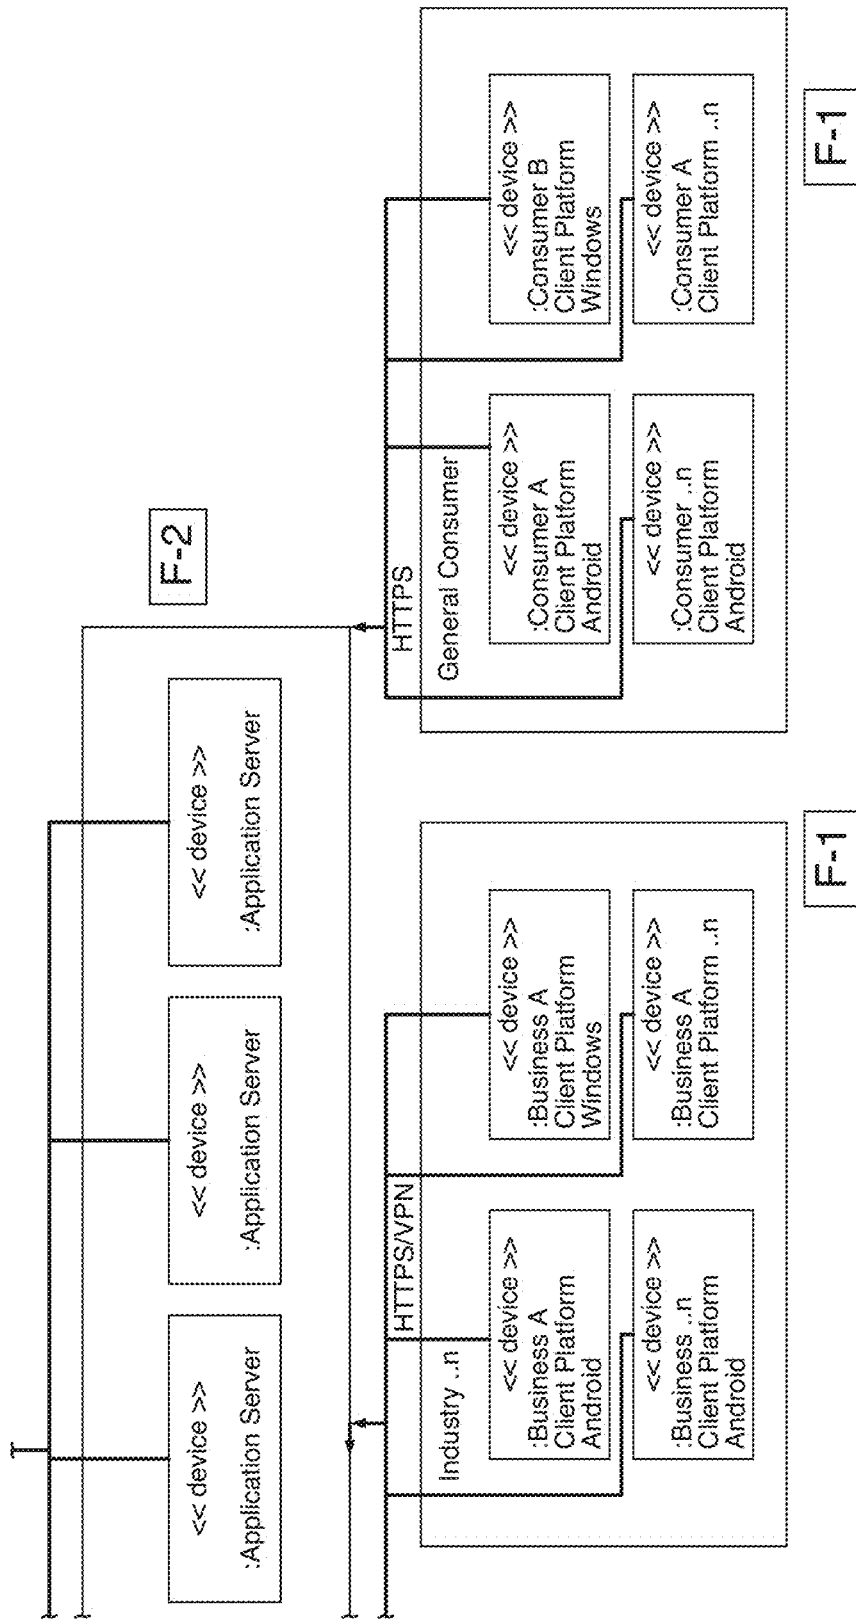 << device >>
:Application Server
<< device >>
:Application Server
<< device >>
:Application Server
F-2
HTTPS/VPN
Industry ..n
<< device >>
:Business A
Client Platform
Android
<< device >>
:Business A
Client Platform
Windows
<< device >>
:Business ..n
Client Platform
Android
<< device >>
:Business A
Client Platform ..n
F-1
HTTPS
General Consumer
<< device >>
:Consumer A
Client Platform
Android
<< device >>
:Consumer B
Client Platform
Windows
<< device >>
:Consumer ..n
Client Platform
Android
<< device >>
:Consumer A
Client Platform ..n
F-1